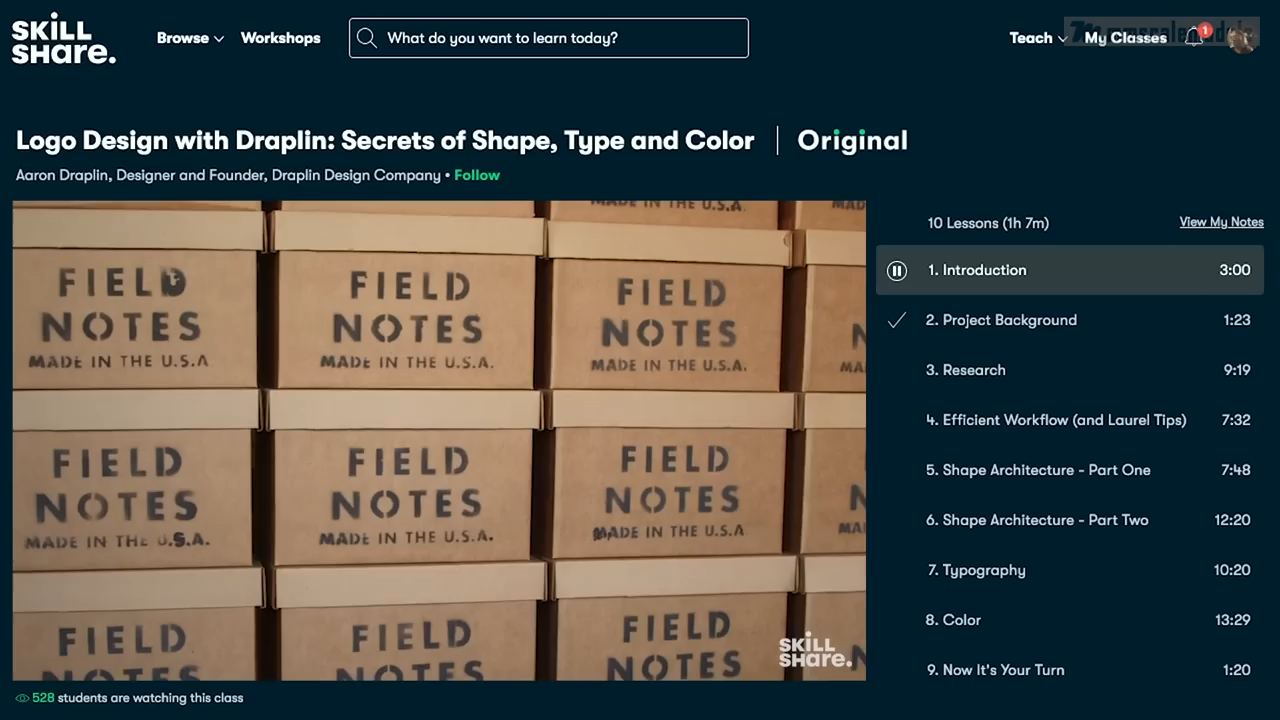 SKILL
SHARE.
Browse
Workshops
What do you want to learn today?
Teach
My Classes
1
Logo Design with Draplin: Secrets of Shape, Type and Color
Original
Aaron Draplin, Designer and Founder, Draplin Design Company • Follow
MADE IN THE U.S.A.
MAD
FIELD
NOTES
MADE IN THE U.S.A.
FIELD
NOTES
MADE IN THE U.S.A.
FIELD
NOTES
MADE IN THE U.S.A.
N
MA
FIELD
NOTES
MADE IN THE U.S.A.
FIELD
NOTES
MADE IN THE U.S.A.
FIELD
NOTES
MADE IN THE U.S.A
N
MA
FIELD
NOTES
FIELD
NOTES
FIELD
NOTES
SKILL
SHARE.
528 students are watching this class
10 Lessons (1h 7m)
View My Notes
1. Introduction 3:00
2. Project Background 1:23
3. Research 9:19
4. Efficient Workflow (and Laurel Tips) 7:32
5. Shape Architecture - Part One 7:48
6. Shape Architecture - Part Two 12:20
7. Typography 10:20
8. Color 13:29
9. Now It's Your Turn 1:20